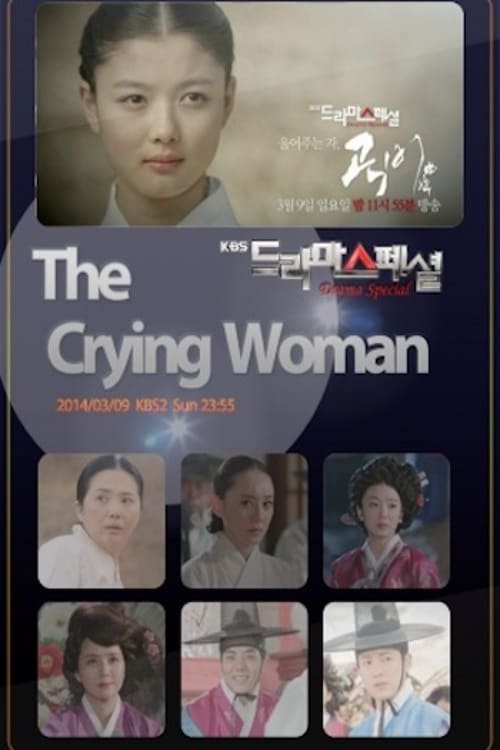 KBS 드라마스페셜
울어주는 자,
곡비
3월 9일 일요일 밤 11시 55분 방송
KBS 드라마스페셜
Drama Special
The
Crying Woman
2014/03/09 KBS2 Sun 23:55